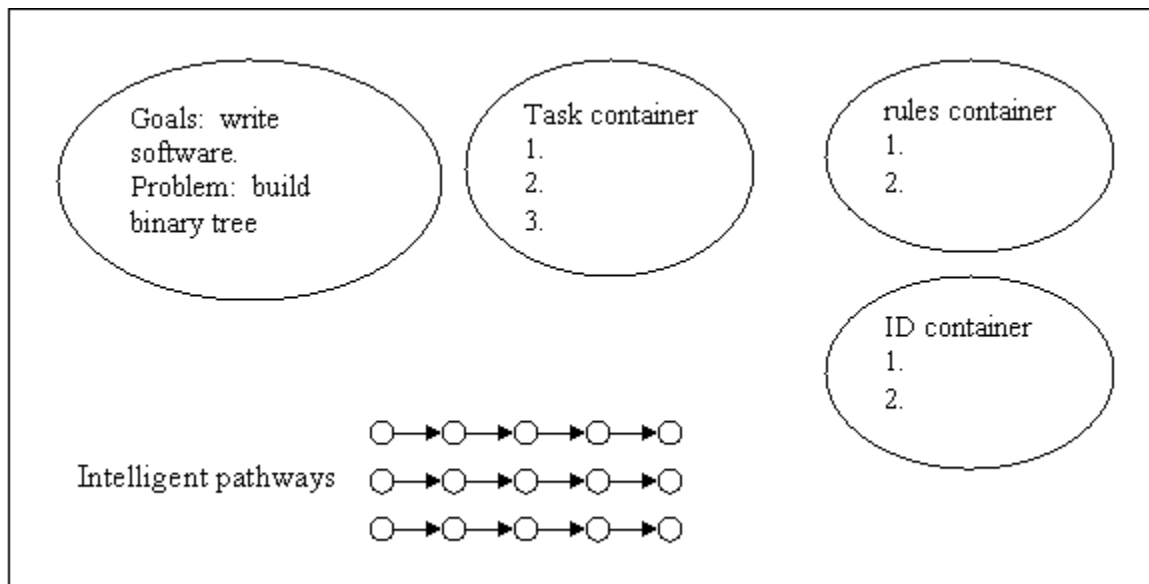 Goals: write
software.
Problem: build
binary tree
Task container
1.
2.
3.
rules container
1.
2.
ID container
1.
2.
Intelligent pathways